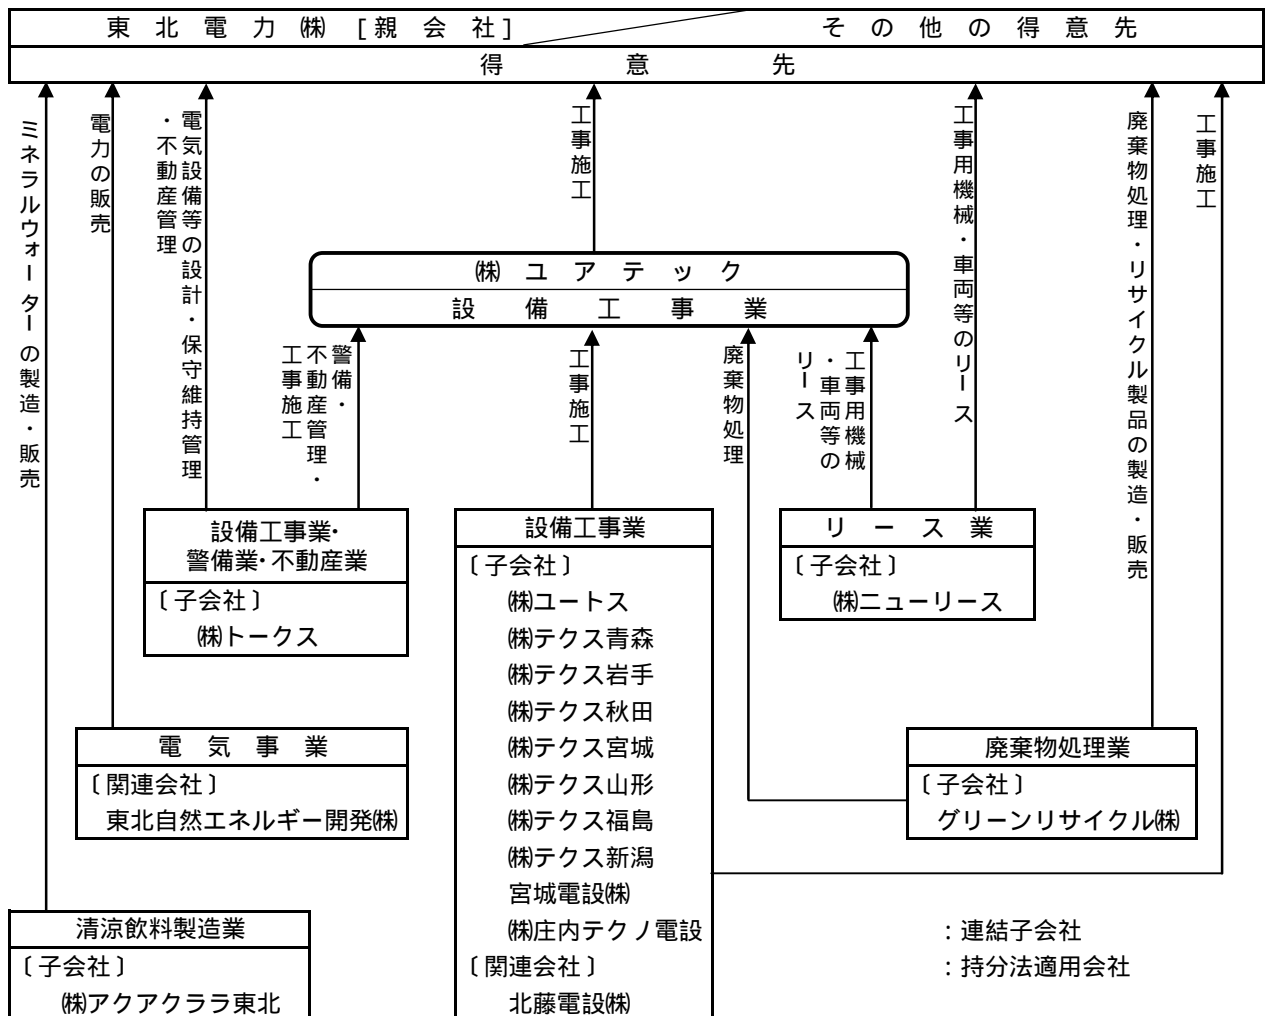 東北電力㈱ [親会社]
その他の得意先
得意先
ミネラルウォーターの製造・販売
電力の販売
電気設備等の設計・保守維持管理
・不動産管理
工事施工
工事用機械・車両等のリース
廃棄物処理・リサイクル製品の製造・販売
工事施工
㈱ユアテック
設備工事業
警備・
不動産管理・
工事施工
工事施工
廃棄物処理
工事用機械
・車両等の
リース
設備工事業・
警備業・不動産業
〔子会社〕
㈱トークス
設備工事業
〔子会社〕
㈱ユートス
㈱テクス青森
㈱テクス岩手
㈱テクス秋田
㈱テクス宮城
㈱テクス山形
㈱テクス福島
㈱テクス新潟
宮城電設㈱
㈱庄内テクノ電設
〔関連会社〕
北藤電設㈱
リース業
〔子会社〕
㈱ニューリース
電気事業
〔関連会社〕
東北自然エネルギー開発㈱
廃棄物処理業
〔子会社〕
グリーンリサイクル㈱
清涼飲料製造業
〔子会社〕
㈱アクアクララ東北
：連結子会社
：持分法適用会社